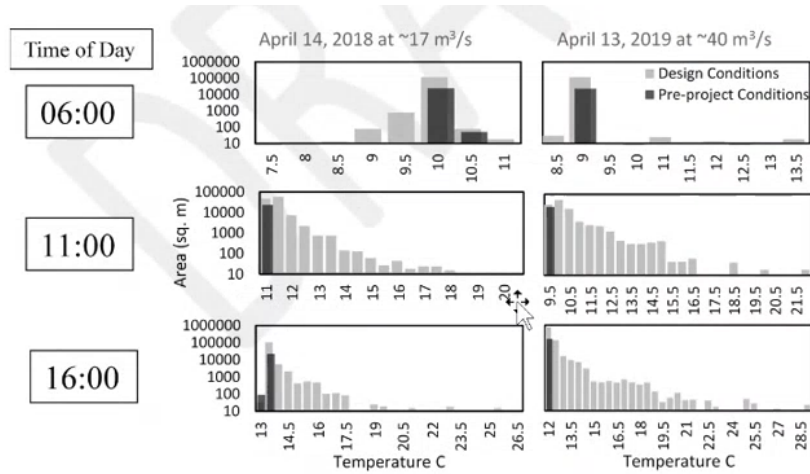 DRA
Time of Day
April 14, 2018 at ~17 m³/s
April 13, 2019 at ~40 m³/s
06:00
1000000
100000
10000
1000
100
10
7.5 8 8.5 9 9.5 10 10.5 11
Design Conditions
Pre-project Conditions
8.5 9 9.5 10 10.5 11 11.5 12 12.5 13 13.5
11:00
Area (sq. m)
100000
10000
1000
100
10
11 12 13 14 15 16 17 18 19 20
9.5 10.5 11.5 12.5 13.5 14.5 15.5 16.5 17.5 18.5 19.5 20.5 21.5
16:00
1000000
100000
10000
1000
100
10
13 14.5 16 17.5 19 20.5 22 23.5 25 26.5
12 13.5 15 16.5 18 19.5 21 22.5 24 25.5 27 28.5
Temperature C
Temperature C